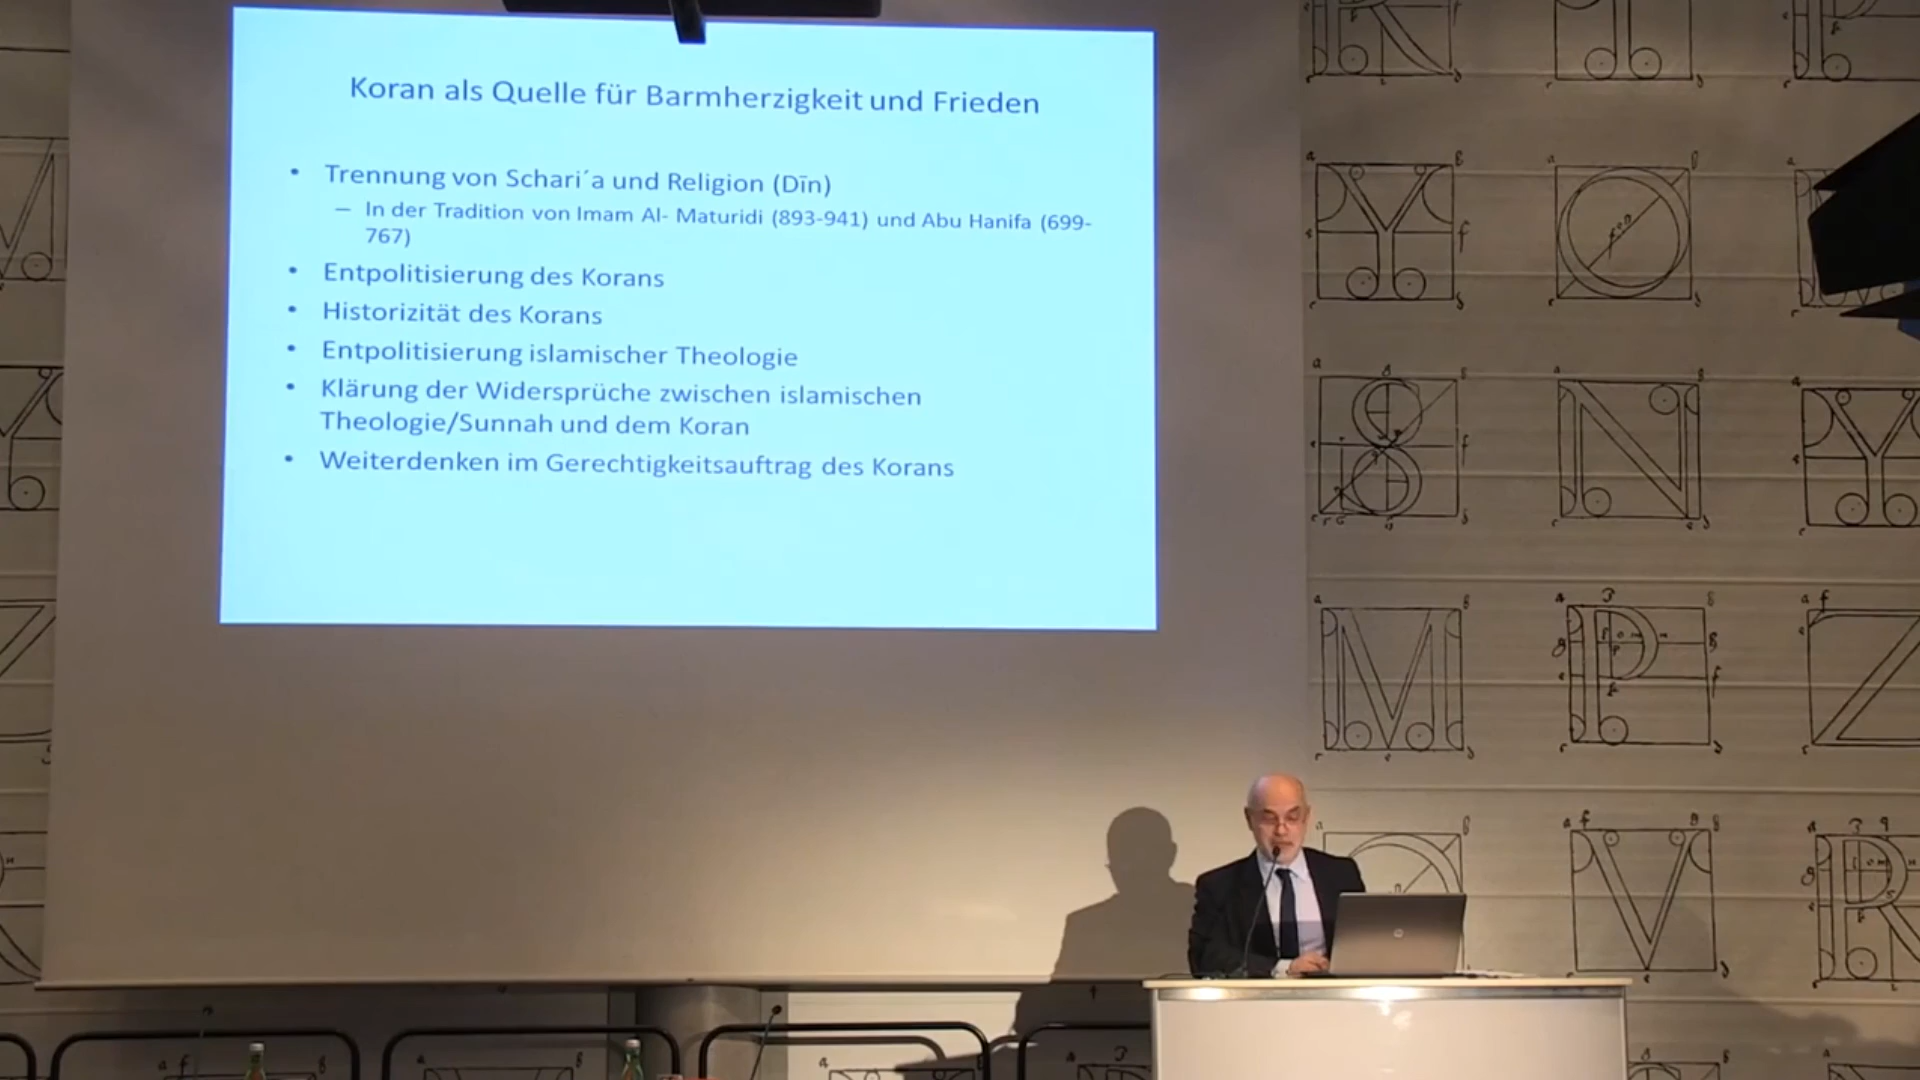 Koran als Quelle für Barmherzigkeit und Frieden
• Trennung von Schari´a und Religion (Dīn)
– In der Tradition von Imam Al- Maturidi (893-941) und Abu Hanifa (699-
767)
• Entpolitisierung des Korans
• Historizität des Korans
• Entpolitisierung islamischer Theologie
• Klärung der Widersprüche zwischen islamischen
Theologie/Sunnah und dem Koran
• Weiterdenken im Gerechtigkeitsauftrag des Korans
Y O
S N Y
M P Z
V R